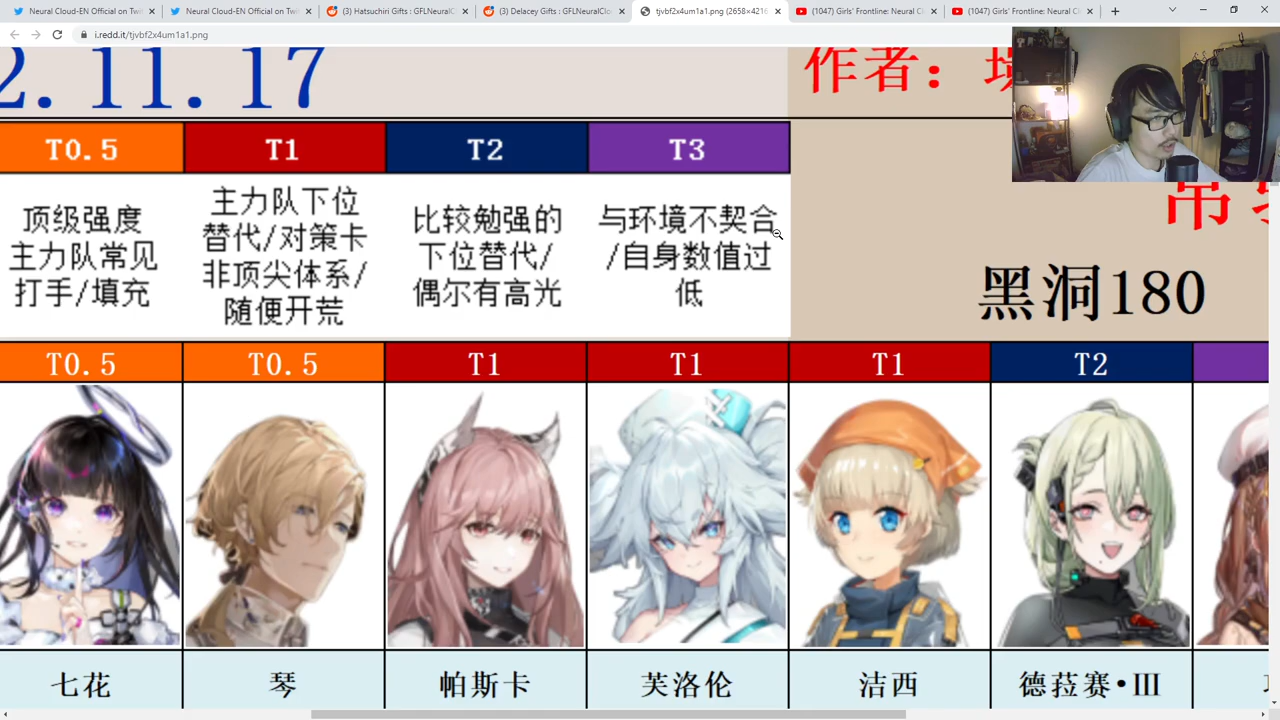 Neural Cloud-EN Official on Twi
Neural Cloud-EN Official on Twi
(3) Hatsuchiri Gifts : GFLNeuralC
(3) Delacey Gifts : GFLNeuralClou
tjvbf2x4um1a1.png (2658×4216
(1047) Girls' Frontline: Neural Cl
(1047) Girls' Frontline: Neural Cl
i.redd.it/tjvbf2x4um1a1.png
2.11.17
作者:
T0.5 T1 T2 T3
顶级强度
主力队常见
打手/填充
主力队下位
替代/对策卡
非顶尖体系/
随便开荒
比较勉强的
下位替代/
偶尔有高光
与环境不契合
/自身数值过
低
黑洞180
T0.5 T0.5 T1 T1 T1 T2
七花 琴 帕斯卡 芙洛伦 洁西 德菈赛•III